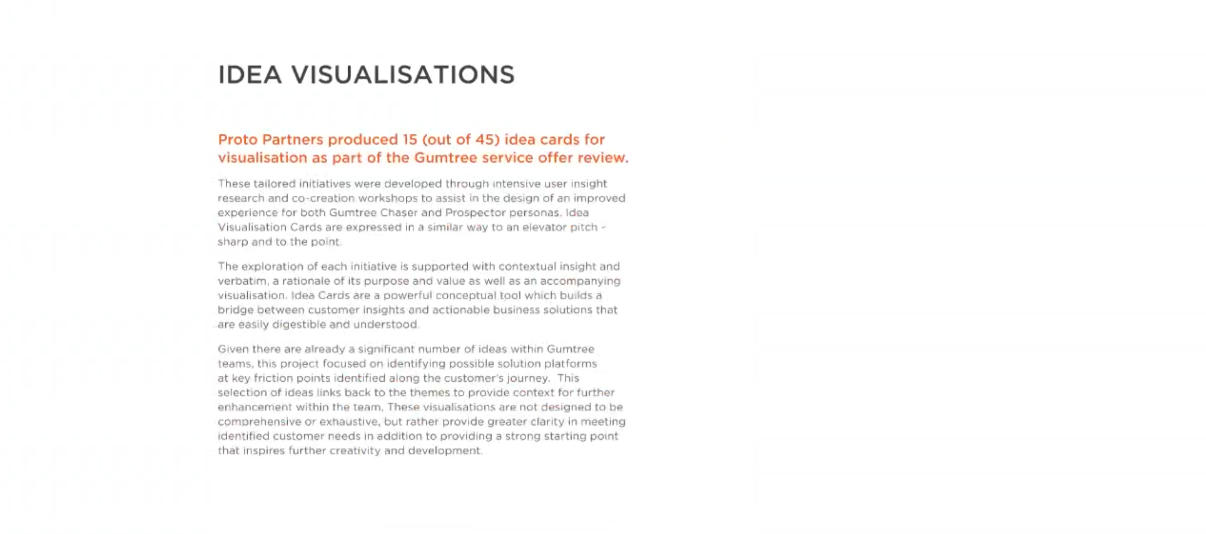 IDEA VISUALISATIONS
Proto Partners produced 15 (out of 45) idea cards for
visualisation as part of the Gumtree service offer review.
These tailored initiatives were developed through intensive user insight
research and co-creation workshops to assist in the design of an improved
experience for both Gumtree Chaser and Prospector personas. Idea
Visualisation Cards are expressed in a similar way to an elevator pitch -
sharp and to the point.
The exploration of each initiative is supported with contextual insight and
verbatim, a rationale of its purpose and value as well as an accompanying
visualisation. Idea Cards are a powerful conceptual tool which builds a
bridge between customer insights and actionable business solutions that
are easily digestible and understood.
Given there are already a significant number of ideas within Gumtree
teams, this project focused on identifying possible solution platforms
at key friction points identified along the customer's journey. This
selection of ideas links back to the themes to provide context for further
enhancement within the team. These visualisations are not designed to be
comprehensive or exhaustive, but rather provide greater clarity in meeting
identified customer needs in addition to providing a strong starting point
that inspires further creativity and development.